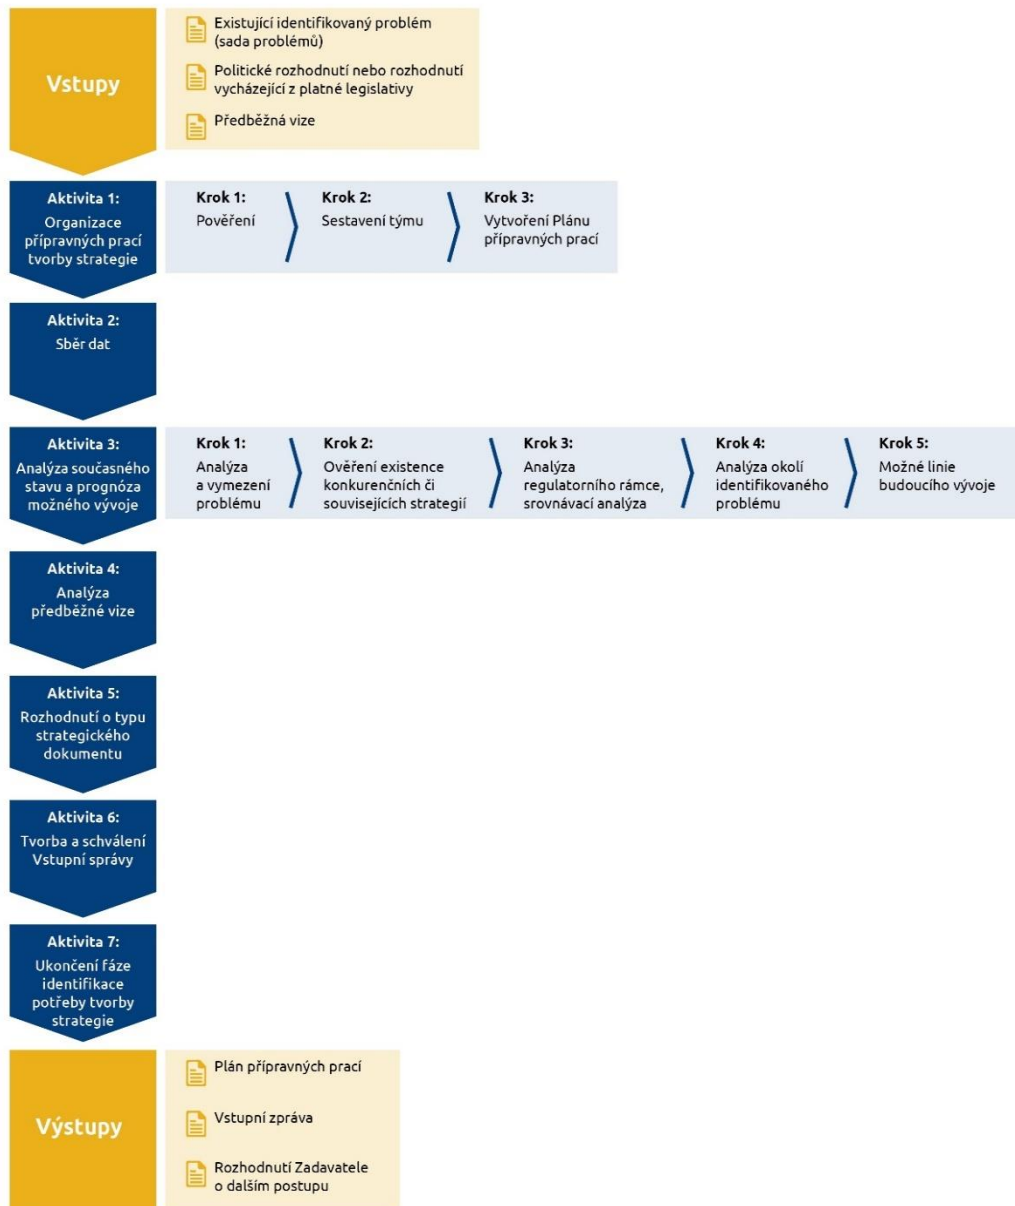 Vstupy
Existující identifikovaný problém
(sada problémů)
Politické rozhodnutí nebo rozhodnutí
vycházející z platné legislativy
Předběžná vize
Aktivita 1:
Organizace
přípravných prací
tvorby strategie
Krok 1:
Pověření
Krok 2:
Sestavení týmu
Krok 3:
Vytvoření Plánu
přípravných prací
Aktivita 2:
Sběr dat
Aktivita 3:
Analýza současného
stavu a prognóza
možného vývoje
Krok 1:
Analýza
a vymezení
problému
Krok 2:
Ověření existence
konkurenčních či
souvisejících strategií
Krok 3:
Analýza
regulatorního rámce,
srovnávací analýza
Krok 4:
Analýza okolí
identifikovaného
problému
Krok 5:
Možné linie
budoucího vývoje
Aktivita 4:
Analýza
předběžné vize
Aktivita 5:
Rozhodnutí o typu
strategického
dokumentu
Aktivita 6:
Tvorba a schválení
Vstupní správy
Aktivita 7:
Ukončení fáze
identifikace
potřeby tvorby
strategie
Výstupy
Plán přípravných prací
Vstupní zpráva
Rozhodnutí Zadavatele
o dalším postupu